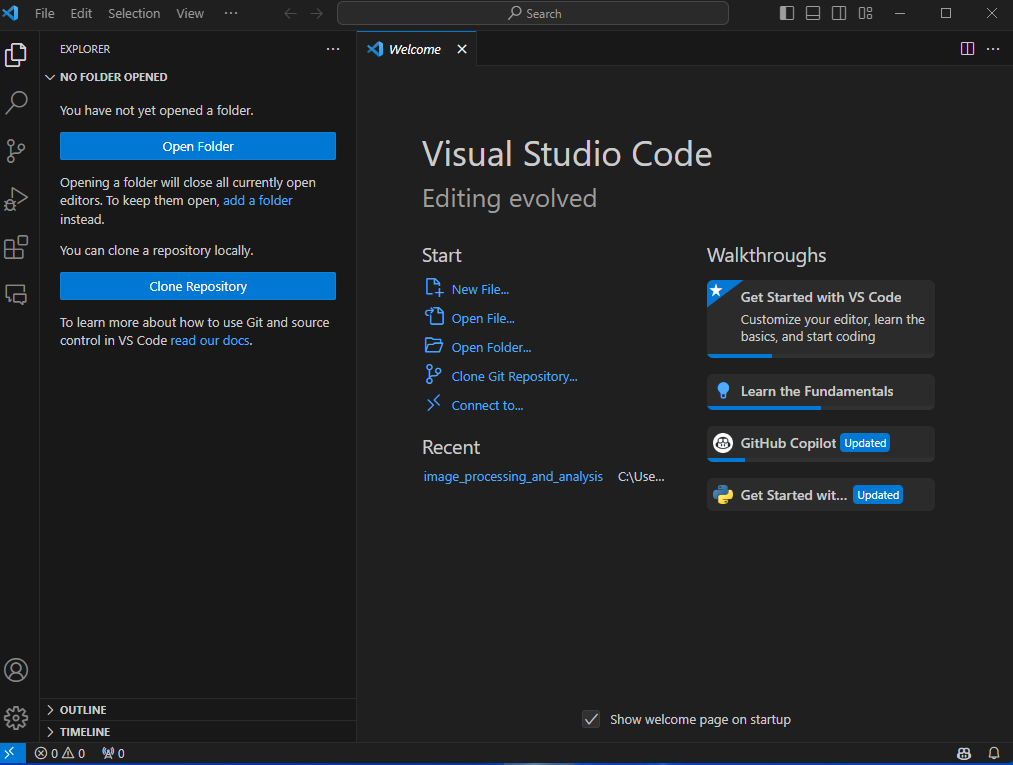 File Edit Selection View ··· Search
EXPLORER ···
Welcome ···
NO FOLDER OPENED
You have not yet opened a folder.
Open Folder
Opening a folder will close all currently open
editors. To keep them open, add a folder
instead.
You can clone a repository locally.
Clone Repository
To learn more about how to use Git and source
control in VS Code read our docs.
OUTLINE
TIMELINE
Visual Studio Code
Editing evolved
Start
New File...
Open File...
Open Folder...
Clone Git Repository...
Connect to...
Recent
image_processing_and_analysis C:\Use...
Walkthroughs
Get Started with VS Code
Customize your editor, learn the
basics, and start coding
Learn the Fundamentals
GitHub Copilot Updated
Get Started wit... Updated
Show welcome page on startup
0 0 0